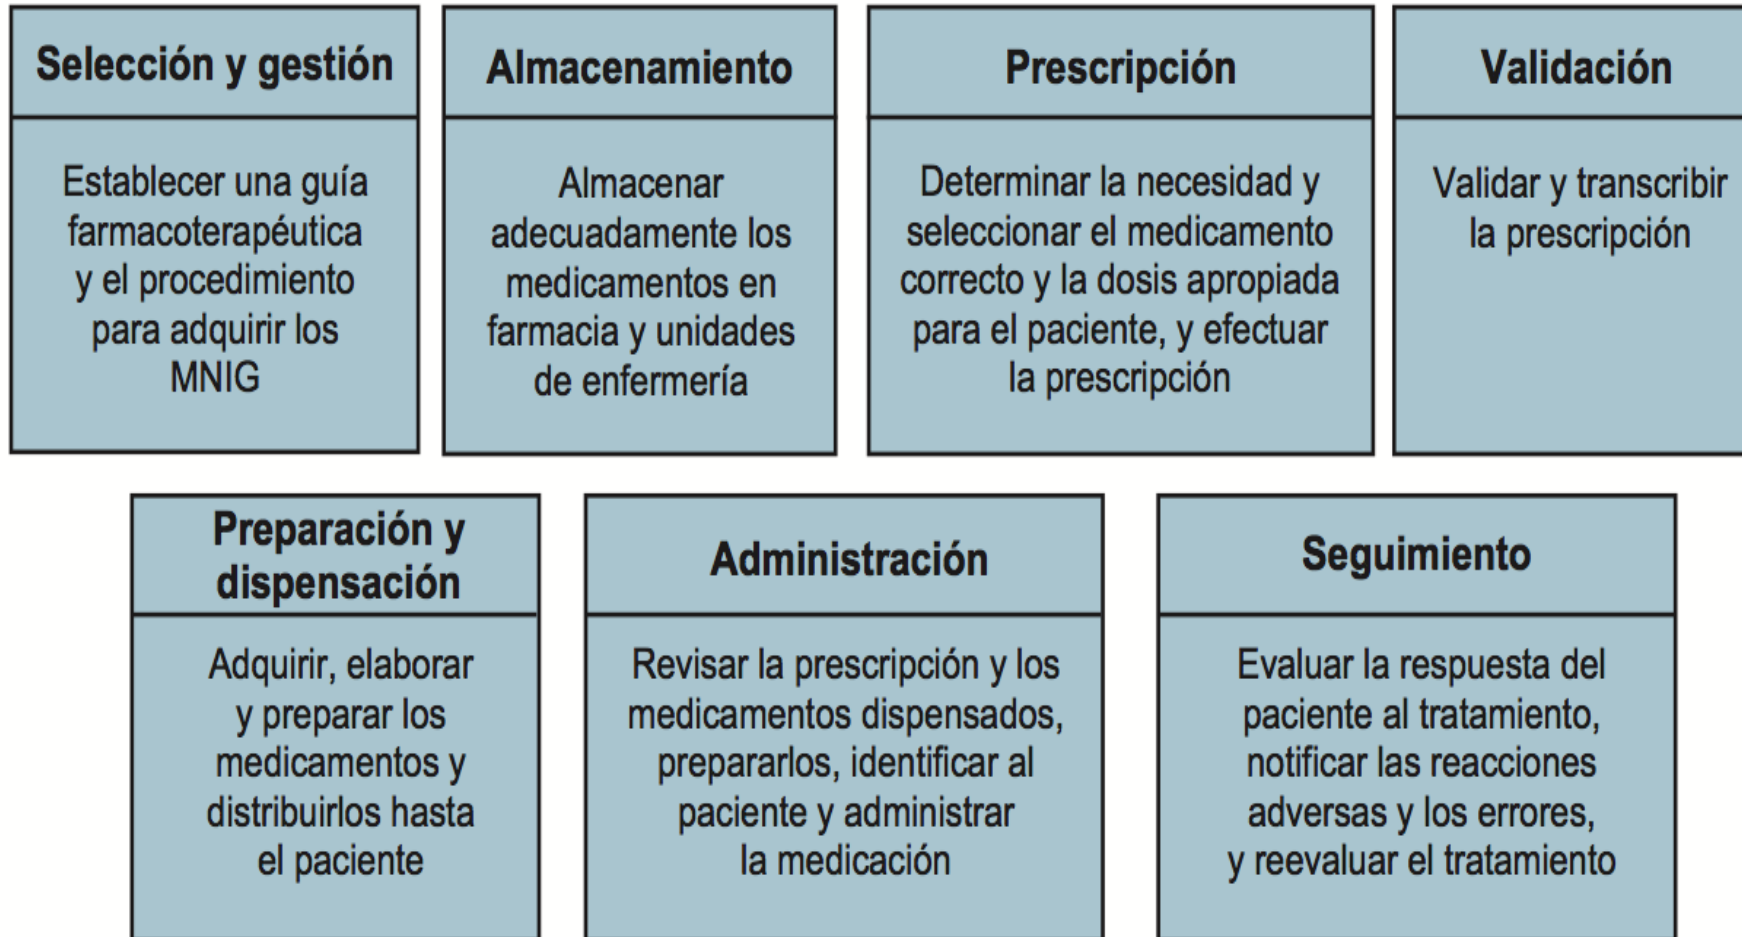 Selección y gestión
Establecer una guía
farmacoterapéutica
y el procedimiento
para adquirir los
MNIG
Almacenamiento
Almacenar
adecuadamente los
medicamentos en
farmacia y unidades
de enfermería
Prescripción
Determinar la necesidad y
seleccionar el medicamento
correcto y la dosis apropiada
para el paciente, y efectuar
la prescripción
Validación
Validar y transcribir
la prescripción
Preparación y
dispensación
Adquirir, elaborar
y preparar los
medicamentos y
distribuirlos hasta
el paciente
Administración
Revisar la prescripción y los
medicamentos dispensados,
prepararlos, identificar al
paciente y administrar
la medicación
Seguimiento
Evaluar la respuesta del
paciente al tratamiento,
notificar las reacciones
adversas y los errores,
y reevaluar el tratamiento